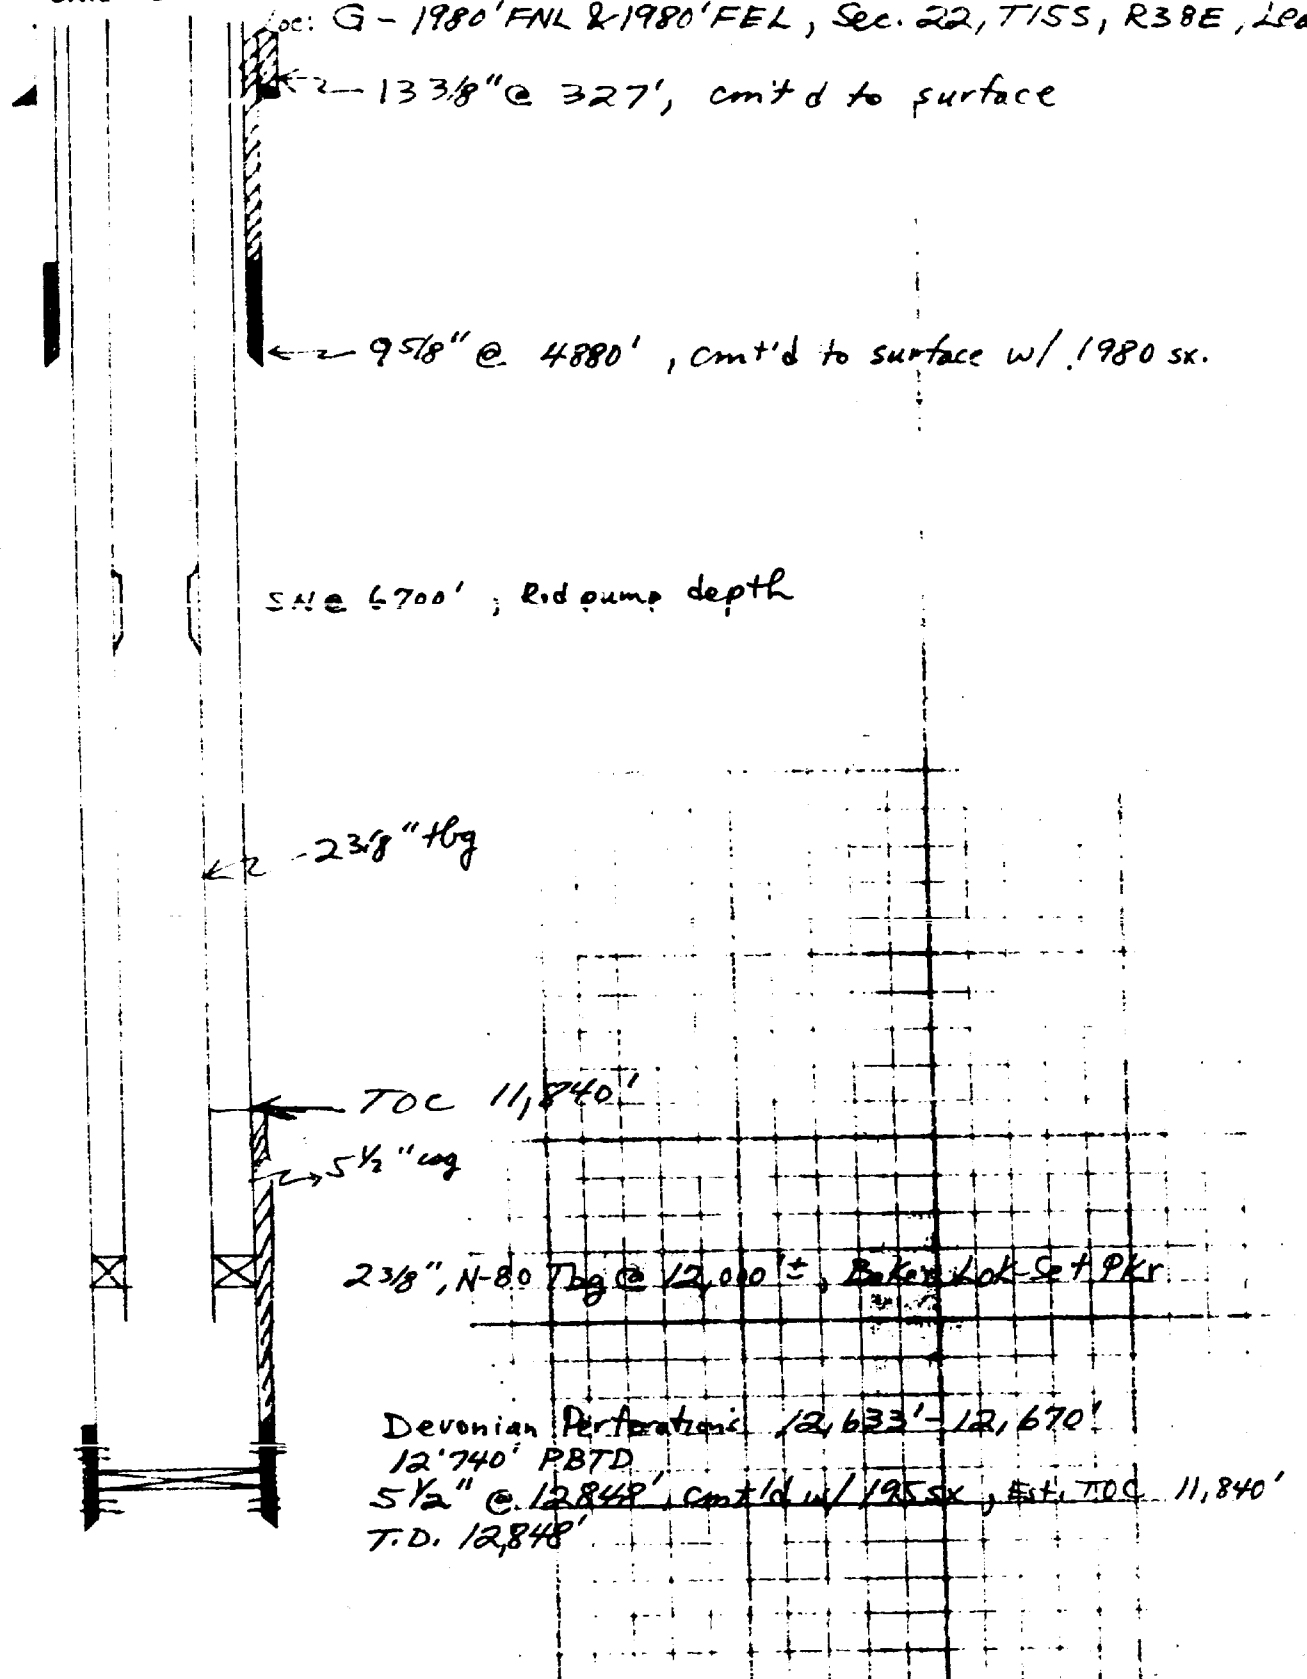 Loc: G - 1980' FNL & 1980' FEL, Sec. 22, T15S, R38E, Lea
13 3/8" @ 327', cmt'd to surface
9 5/8" @ 4880', cmt'd to surface w/ 1980 sx.
SN @ 6700'; Rod pump depth
2 3/8" tbg
TOC 11,840'
5 1/2" csg
2 3/8", N-80 Tbg @ 12,000'±, Baker Lok-Set Pkr
Devonian Perforations 12,633'-12,670'
12'740' PBTD
5 1/2" @ 12848', cmt'd w/ 195 sx, Est. TOC 11,840'
T.D. 12,848'